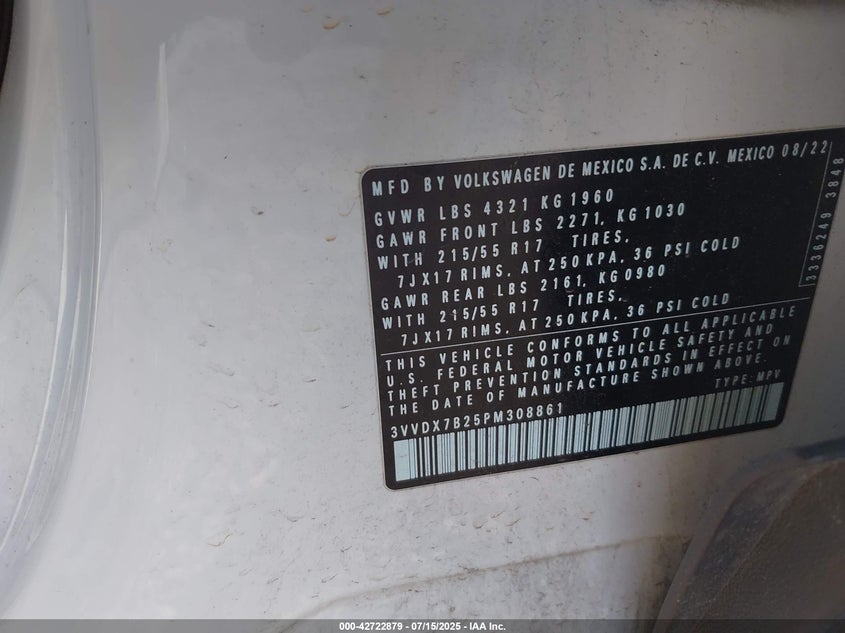 MFD BY VOLKSWAGEN DE MEXICO S.A. DE C.V. MEXICO 08/22
GVWR LBS 4321 KG 1960
GAWR FRONT LBS 2271, KG 1030
WITH 215/55 R17 TIRES,
7JX17 RIMS, AT 250 KPA, 36 PSI COLD
GAWR REAR LBS 2161, KG 0980
WITH 215/55 R17 TIRES,
7JX17 RIMS, AT 250 KPA, 36 PSI COLD
THIS VEHICLE CONFORMS TO ALL APPLICABLE
U.S. FEDERAL MOTOR VEHICLE SAFETY AND
THEFT PREVENTION STANDARDS IN EFFECT ON
THE DATE OF MANUFACTURE SHOWN ABOVE.
TYPE: MPV
3VVDX7B25PM308861
3336249 3848
000-42722879 / 07/15/2025 - IAA Inc.